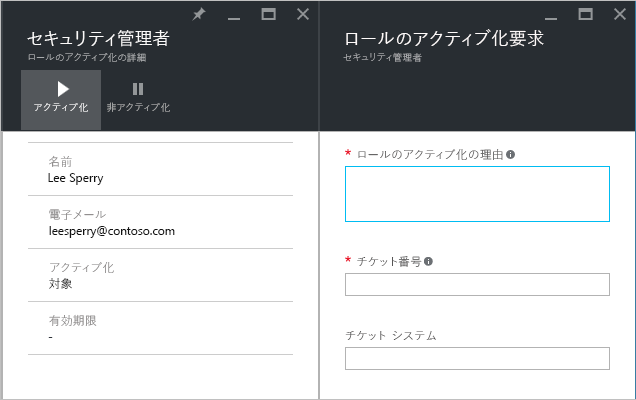 セキュリティ管理者
ロールのアクティブ化の詳細
アクティブ化
非アクティブ化
名前
Lee Sperry
電子メール
leesperry@contoso.com
アクティブ化
対象
有効期限
-
ロールのアクティブ化要求
セキュリティ管理者
* ロールのアクティブ化の理由
* チケット番号
チケット システム